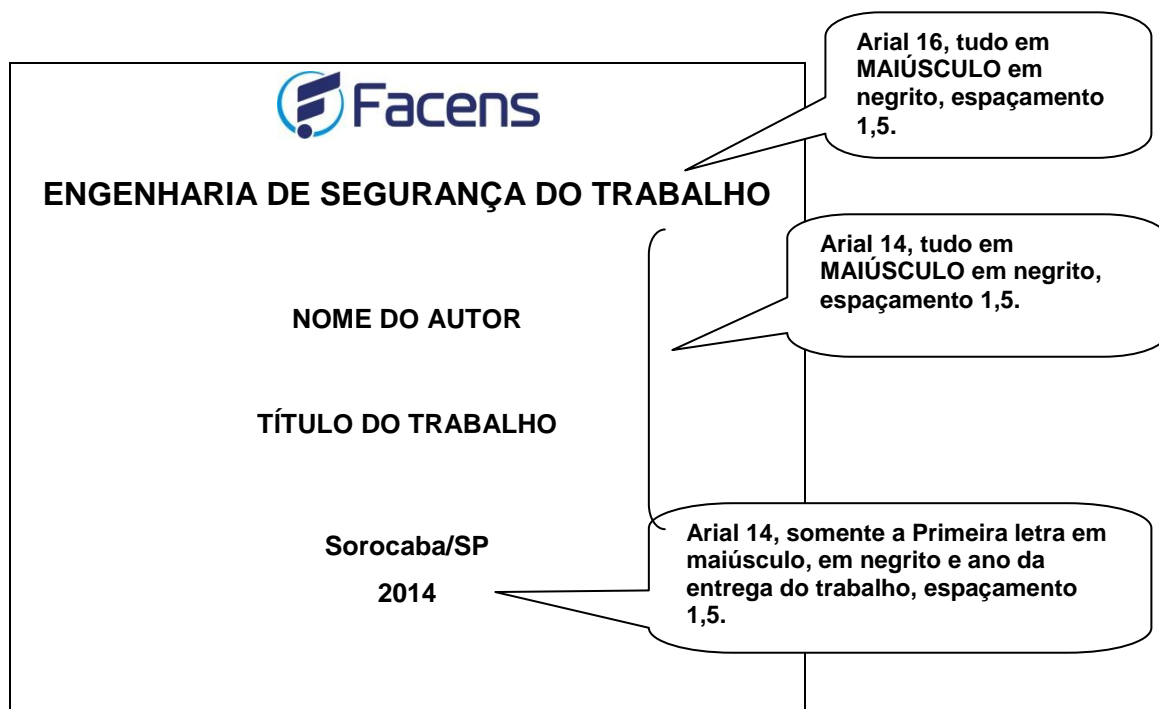 Facens
ENGENHARIA DE SEGURANÇA DO TRABALHO
NOME DO AUTOR
TÍTULO DO TRABALHO
Sorocaba/SP
2014
Arial 16, tudo em
MAIÚSCULO em
negrito, espaçamento
1,5.
Arial 14, tudo em
MAIÚSCULO em negrito,
espaçamento 1,5.
Arial 14, somente a Primeira letra em
maiúsculo, em negrito e ano da
entrega do trabalho, espaçamento
1,5.